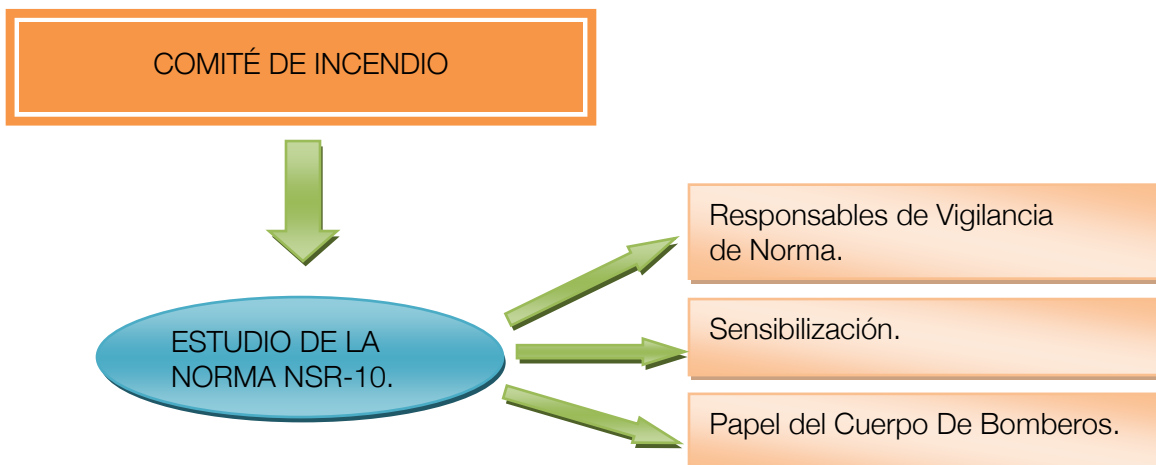 COMITÉ DE INCENDIO
ESTUDIO DE LA
NORMA NSR-10.
Responsables de Vigilancia
de Norma.
Sensibilización.
Papel del Cuerpo De Bomberos.